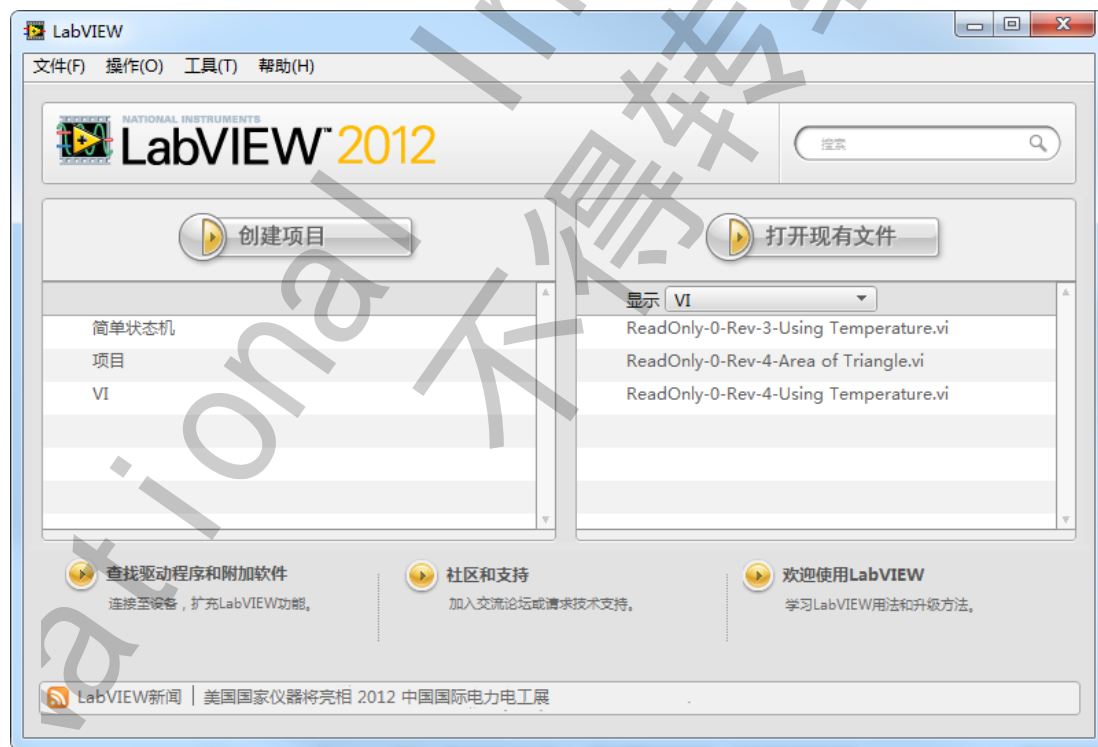 LabVIEW
文件(F) 操作(O) 工具(T) 帮助(H)
NATIONAL INSTRUMENTS
LabVIEW™ 2012
搜索
创建项目
打开现有文件
显示 VI
简单状态机
项目
VI
ReadOnly-0-Rev-3-Using Temperature.vi
ReadOnly-0-Rev-4-Area of Triangle.vi
ReadOnly-0-Rev-4-Using Temperature.vi
查找驱动程序和附加软件
连接至设备，扩充LabVIEW功能。
社区和支持
加入交流论坛或请求技术支持。
欢迎使用LabVIEW
学习LabVIEW用法和升级方法。
LabVIEW新闻 | 美国国家仪器将亮相 2012 中国国际电力电工展
ational In
不得转